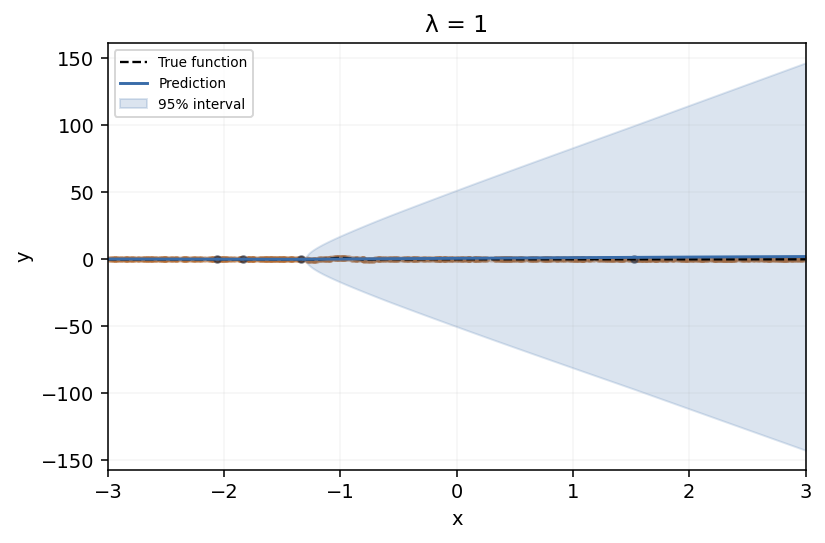 λ = 1
True function
Prediction
95% interval
150
100
50
0
−50
−100
−150
y
−3 −2 −1 0 1 2 3
x